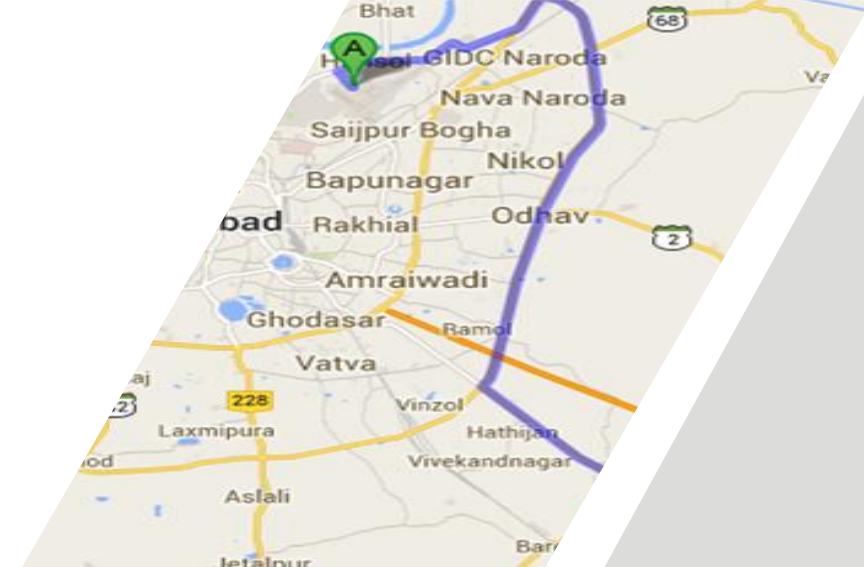 Bhat
68
A
GIDC Naroda
Nava Naroda
Saijpur Bogha
Nikol
Bapunagar
bad
Rakhial
Odhav
2
Amraiwadi
Ghodasar
Ramol
Vatva
228
Vinzol
Laxmipura
Hathijan
Vivekandnagar
Aslali